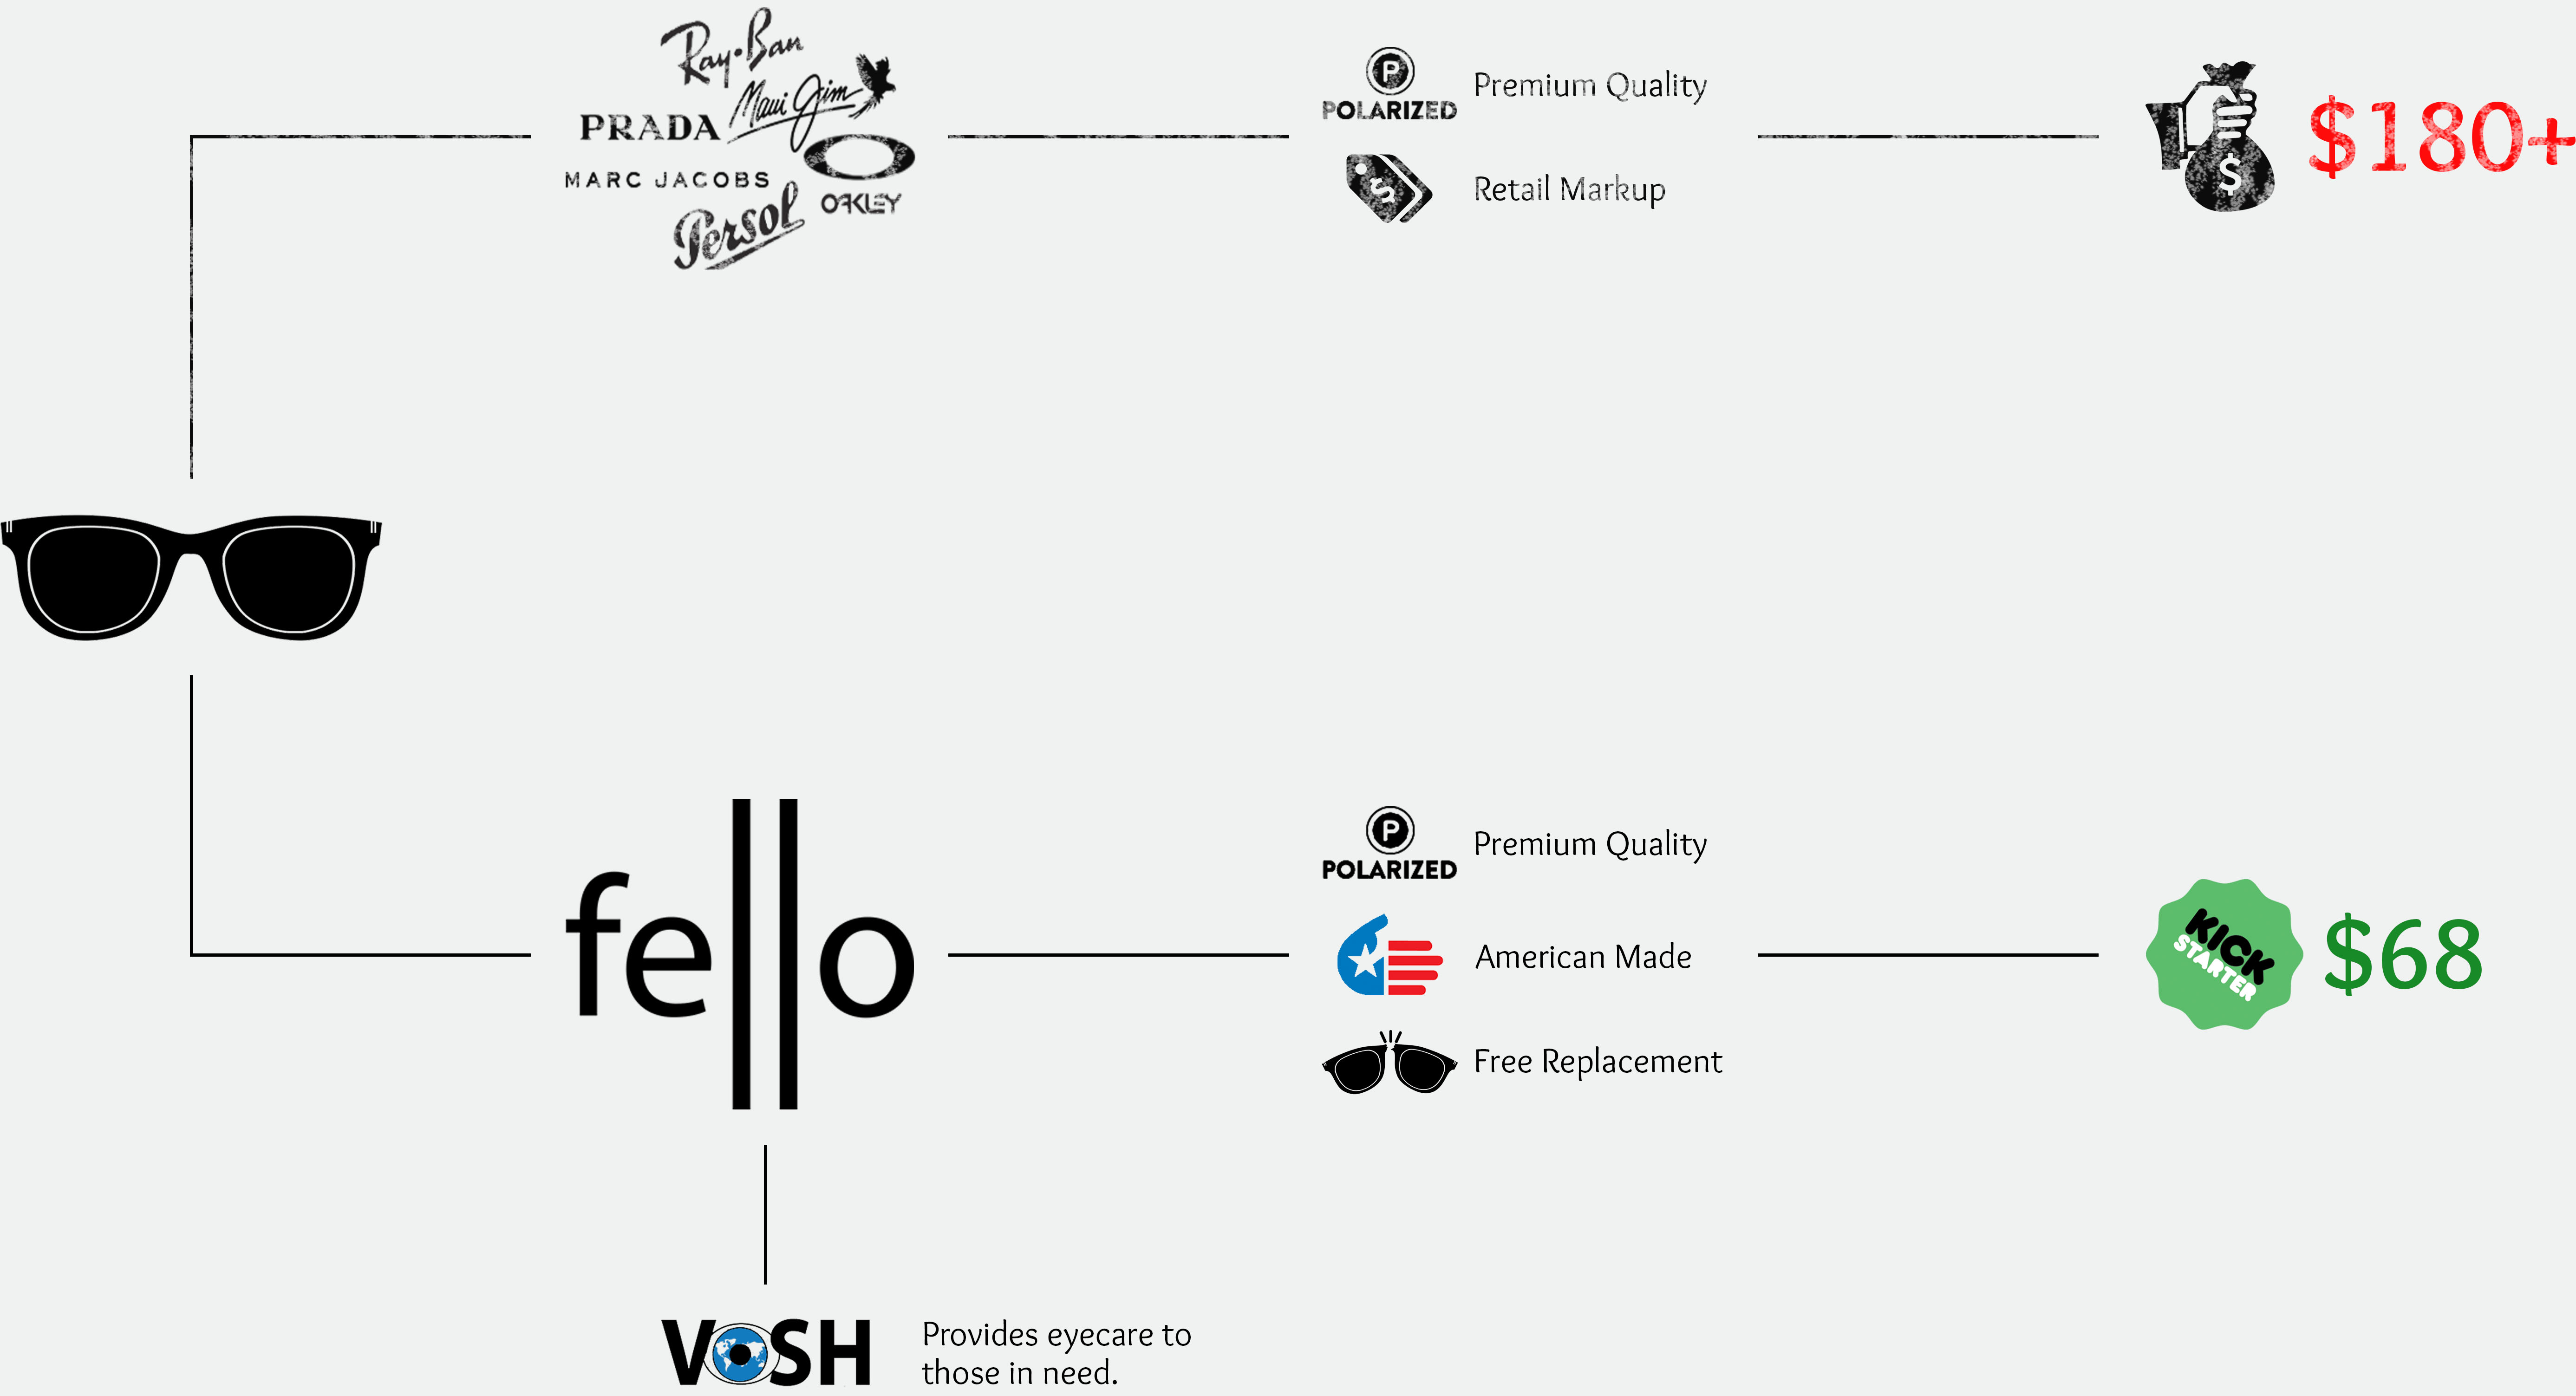 Ray-Ban
Maui Jim
PRADA
MARC JACOBS
OAKLEY
Persol
P
POLARIZED
Premium Quality
$
Retail Markup
$
$180+
fello
P
POLARIZED
Premium Quality
American Made
Free Replacement
KICK
STARTER
$68
VOSH
Provides eyecare to
those in need.